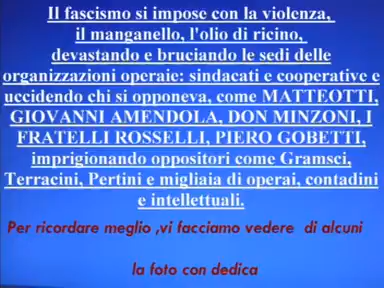 Il fascismo si impose con la violenza,
il manganello, l'olio di ricino,
devastando e bruciando le sedi delle
organizzazioni operaie: sindacati e cooperative e
uccidendo chi si opponeva, come MATTEOTTI,
GIOVANNI AMENDOLA, DON MINZONI, I
FRATELLI ROSSELLI, PIERO GOBETTI,
imprigionando oppositori come Gramsci,
Terracini, Pertini e migliaia di operai, contadini
e intellettuali.
Per ricordare meglio ,vi facciamo vedere di alcuni
la foto con dedica